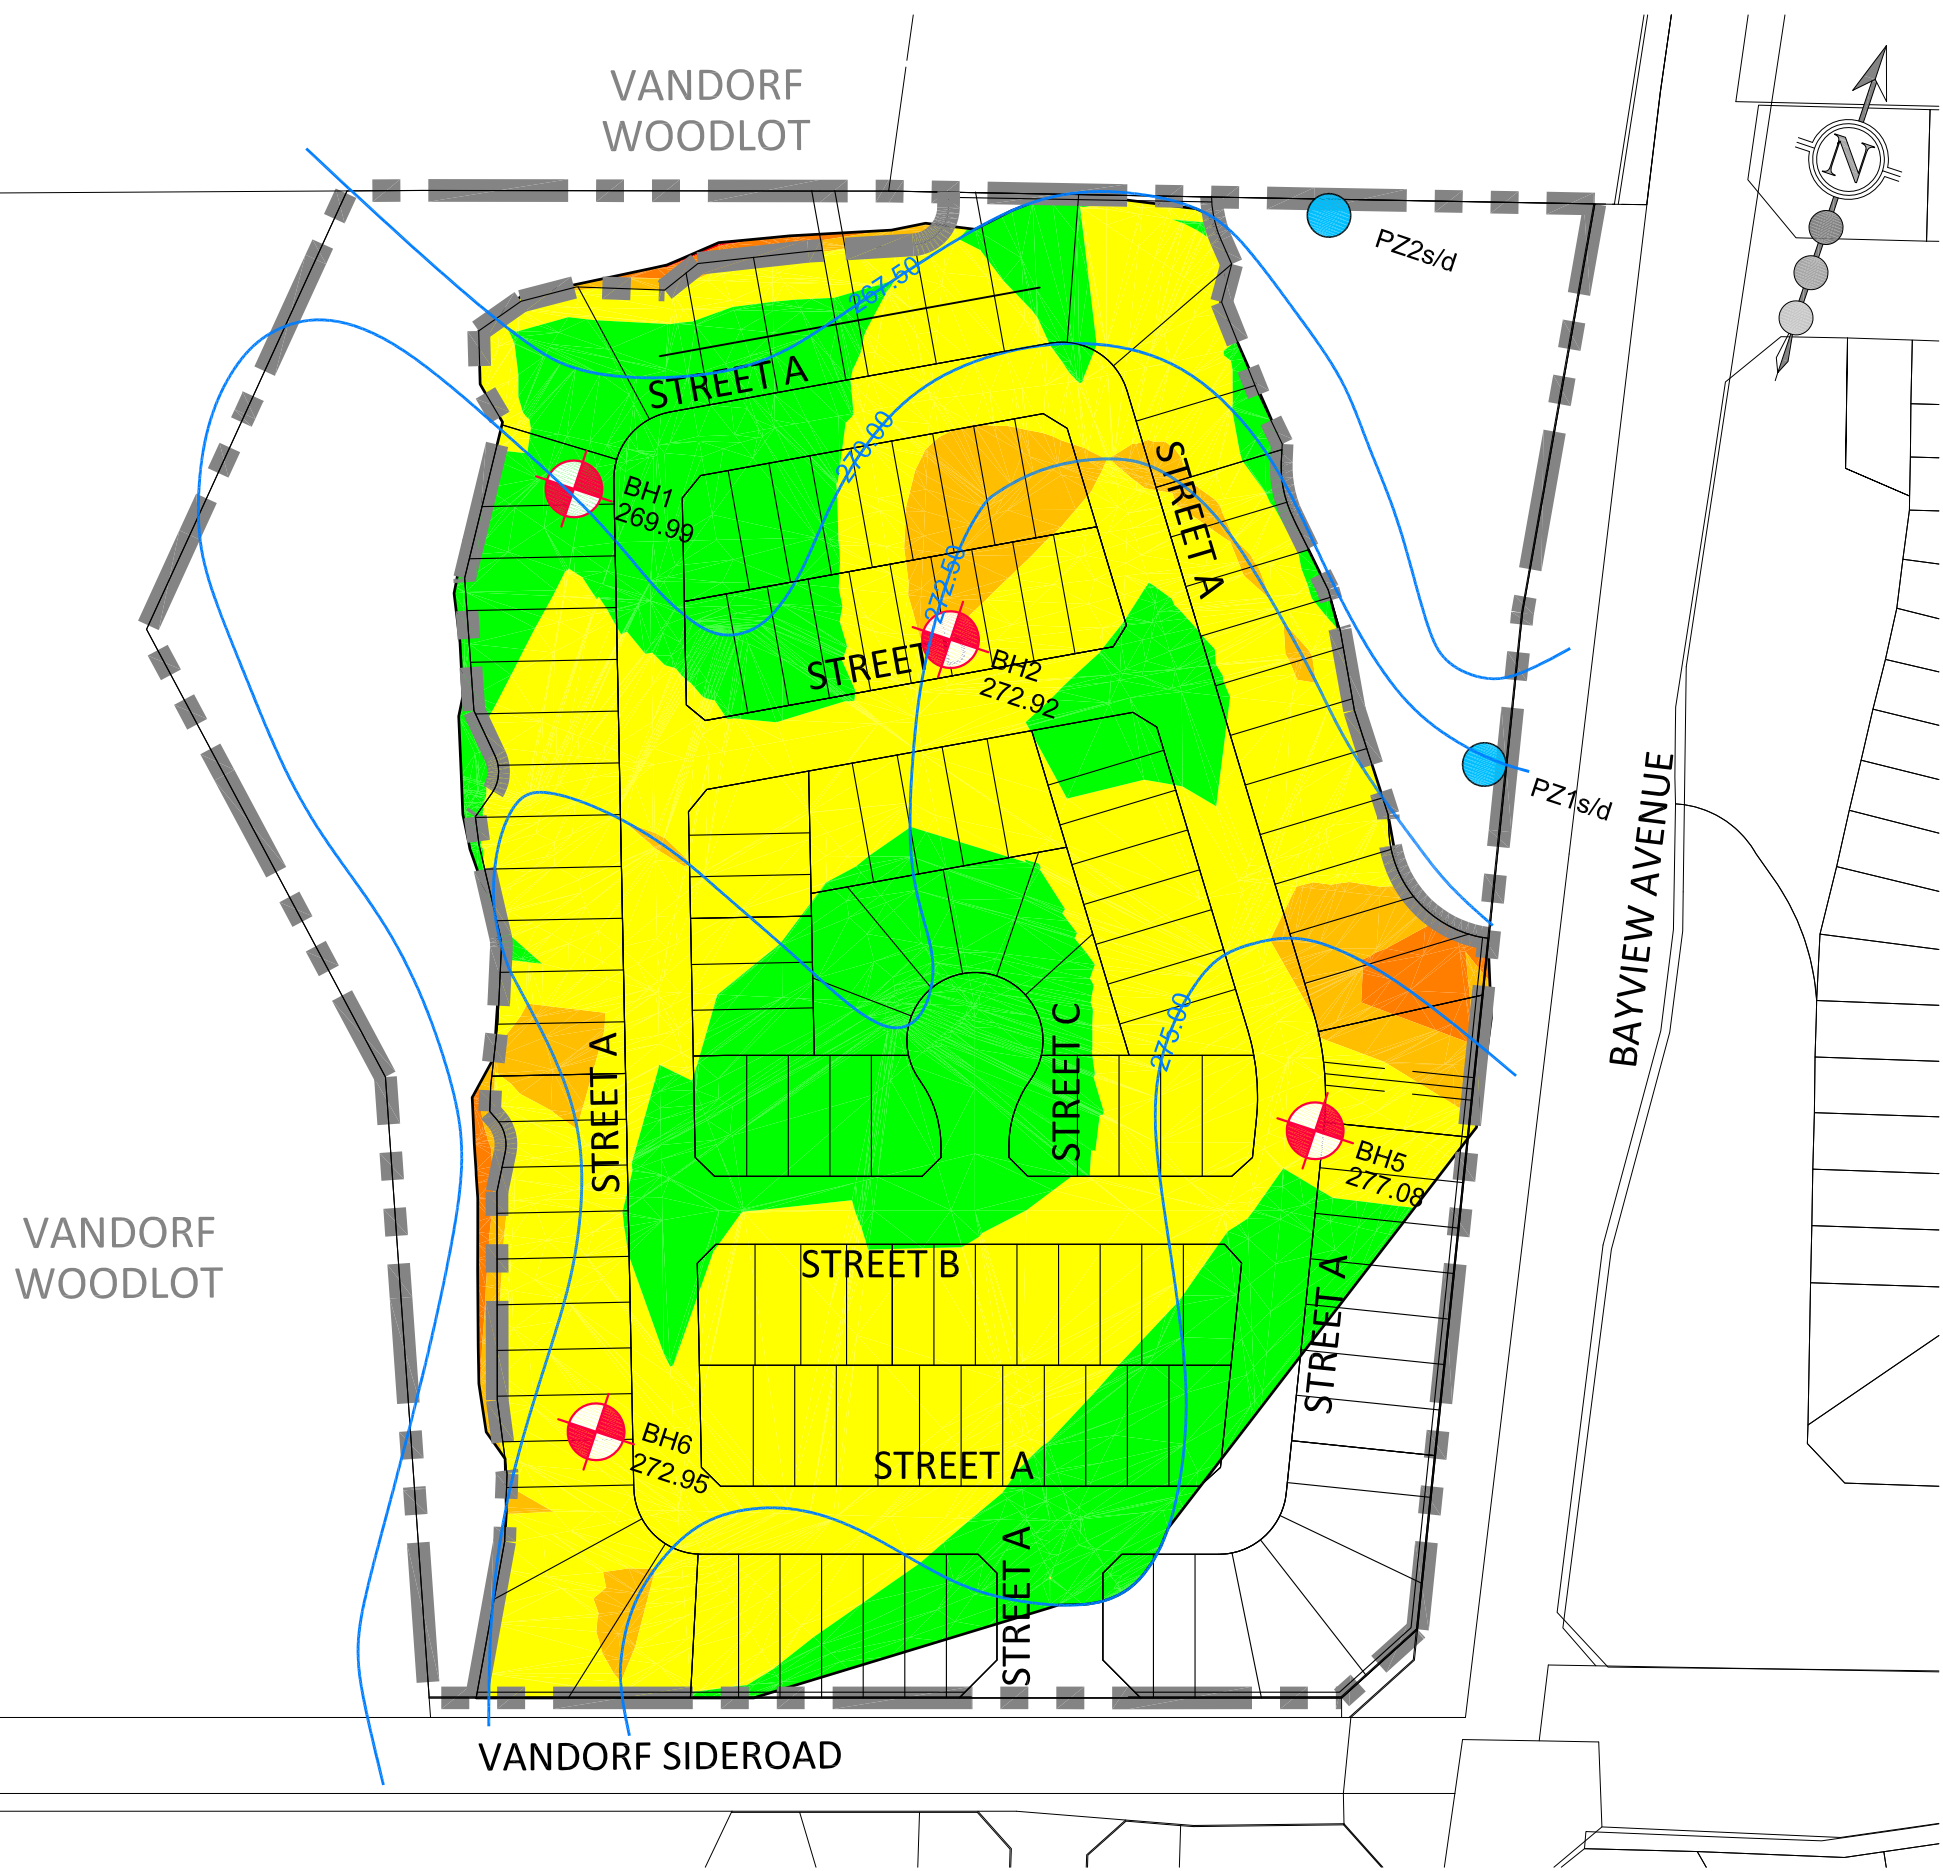 VANDORF
WOODLOT
N
PZ2s/d
267.50
STREET A
270.00
STREET A
BH1
269.99
272.50
STREET
BH2
272.92
PZ1s/d
BAYVIEW AVENUE
275.00
STREET C
STREET A
BH5
277.08
VANDORF
WOODLOT
STREET B
STREET A
BH6
272.95
STREET A
STREET A
VANDORF SIDEROAD